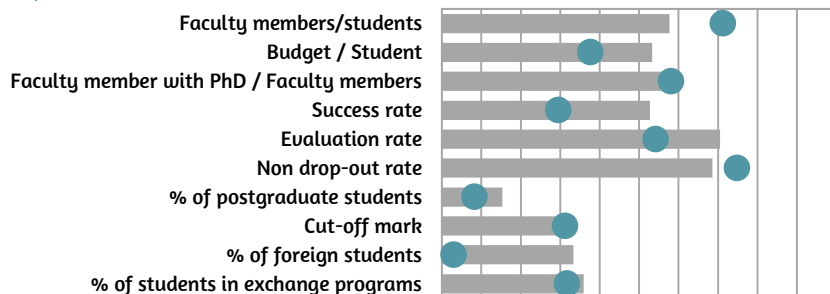 Faculty members/students
Budget / Student
Faculty member with PhD / Faculty members
Success rate
Evaluation rate
Non drop-out rate
% of postgraduate students
Cut-off mark
% of foreign students
% of students in exchange programs